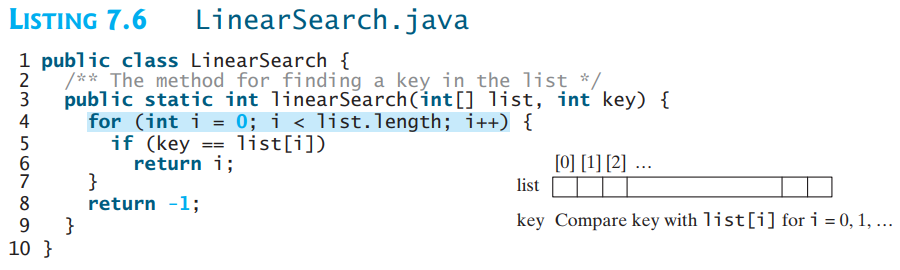 LISTING 7.6 LinearSearch.java
1 public class LinearSearch {
2 /** The method for finding a key in the list */
3 public static int linearSearch(int[] list, int key) {
4 for (int i = 0; i < list.length; i++) {
5 if (key == list[i])
6 return i;
7 }
8 return -1;
9 }
10 }
[0] [1] [2] …
list
key Compare key with list[i] for i = 0, 1, …